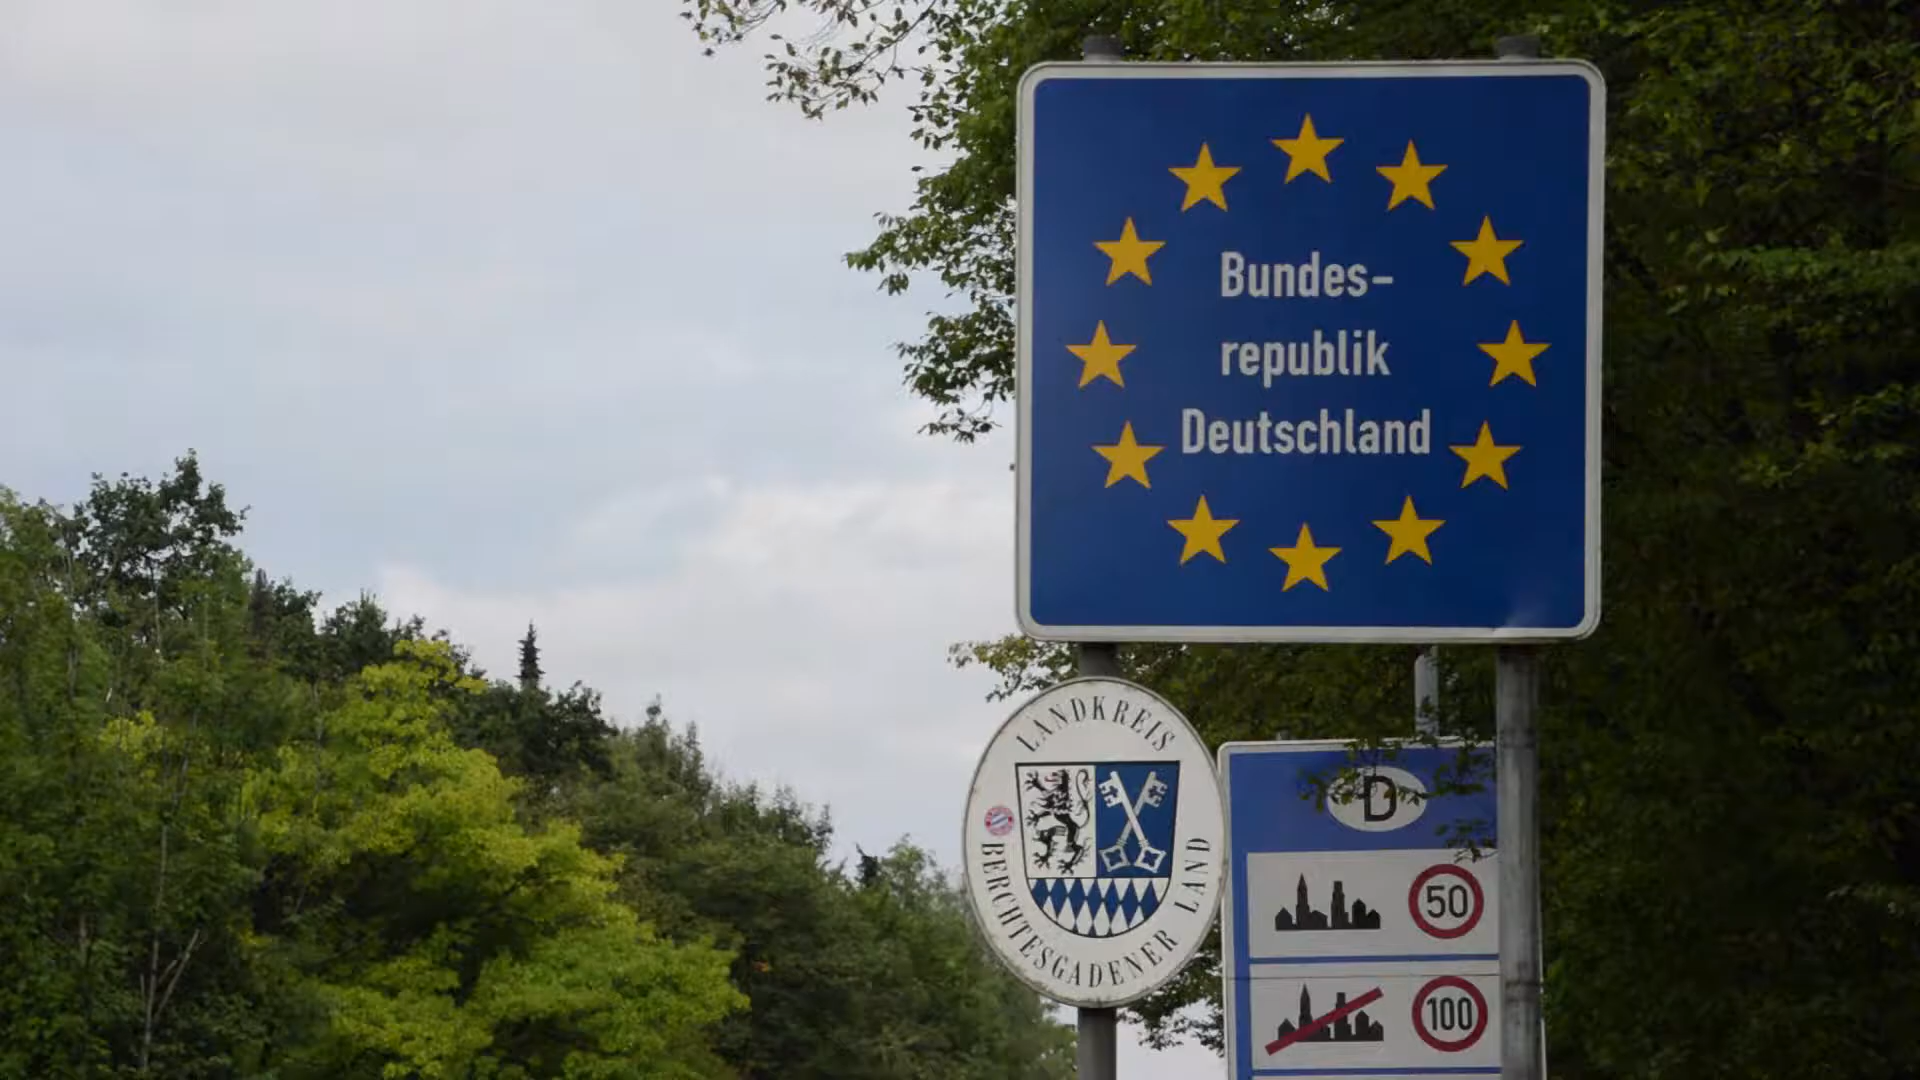 Bundes-
republik
Deutschland
LANDKREIS
BERCHTESGADENER LAND
D
50
100